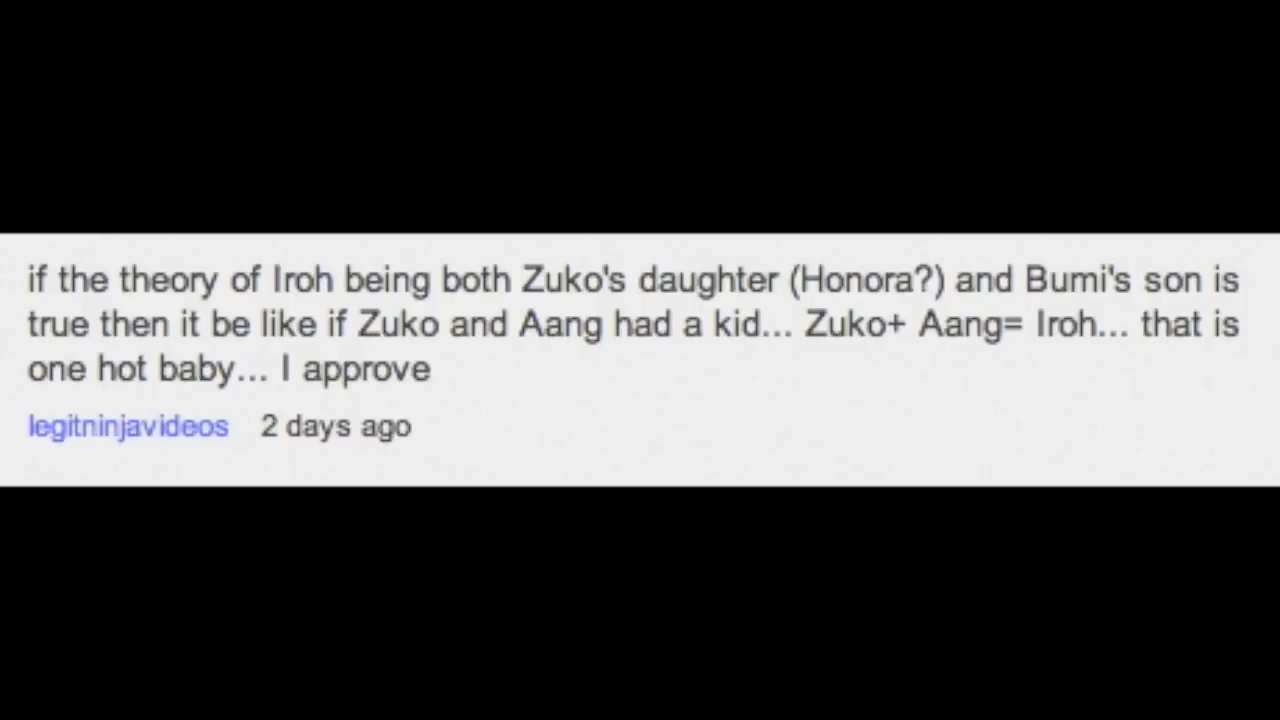 if the theory of Iroh being both Zuko's daughter (Honora?) and Bumi's son is
true then it be like if Zuko and Aang had a kid... Zuko+ Aang= Iroh... that is
one hot baby... I approve
legitninjavideos 2 days ago